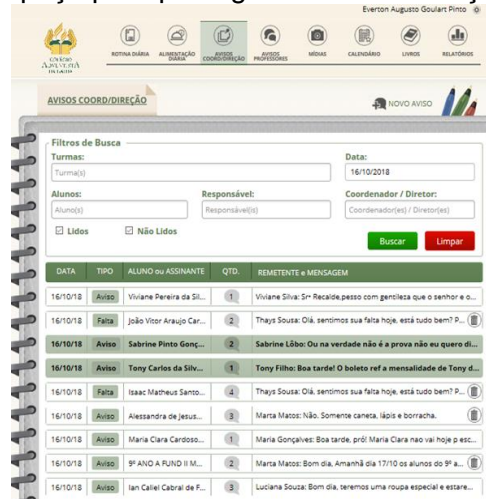 Everton Augusto Goulart Pinto
COLÉGIO
ADVENTISTA
ROTINA DIÁRIA
ALIMENTAÇÃO
DIÁRIA
AVISOS
COORD/DIREÇÃO
AVISOS
PROFESSORES
MÍDIAS
CALENDÁRIO
LIVROS
RELATÓRIOS
AVISOS COORD/DIREÇÃO
NOVO AVISO
Filtros de Busca
Turmas: Data:
Turma(s) 16/10/2018
Alunos: Responsável: Coordenador / Diretor:
Aluno(s) Responsável(is) Coordenador(es) / Diretor(es)
Lidos Não Lidos
Buscar Limpar
DATA TIPO ALUNO ou ASSINANTE QTD. REMETENTE e MENSAGEM
16/10/18 Aviso Viviane Pereira da Sil... 1 Viviane Silva: Srª Recalde,pesso com gentileza que o senhor e o...
16/10/18 Falta João Vitor Araujo Car... 2 Thays Sousa: Olá, sentimos sua falta hoje, está tudo bem? P...
16/10/18 Aviso Sabrine Pinto Gonç... 2 Sabrine Lôbo: Ou na verdade não é a prova não eu quero di...
16/10/18 Aviso Tony Carlos da Silv... 1 Tony Filho: Boa tarde! O boleto ref a mensalidade de Tony d...
16/10/18 Falta Isaac Matheus Santo... 4 Thays Sousa: Olá, sentimos sua falta hoje, está tudo bem? P...
16/10/18 Aviso Alessandra de Jesus... 3 Marta Matos: Não. Somente caneta, lápis e borracha.
16/10/18 Aviso Maria Clara Cardoso... 1 Maria Gonçalves: Boa tarde, pró! Maria Clara nao vai hoje p esc...
16/10/18 Aviso 9º ANO A FUND II M... 2 Marta Matos: Bom dia, Amanhã dia 17/10 os alunos do 9º a...
16/10/18 Aviso Ian Caliel Cabral de F... 3 Luciana Souza: Bom dia, teremos uma roupa especial e estare...